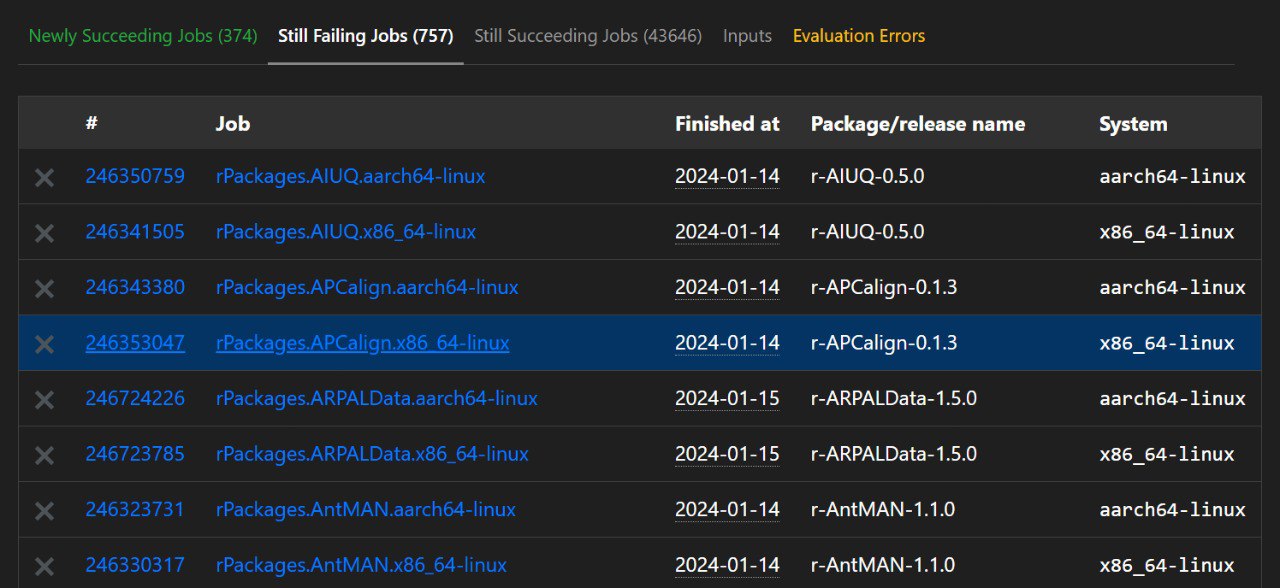 Newly Succeeding Jobs (374) Still Failing Jobs (757) Still Succeeding Jobs (43646) Inputs Evaluation Errors
# Job Finished at Package/release name System
246350759 rPackages.AIUQ.aarch64-linux 2024-01-14 r-AIUQ-0.5.0 aarch64-linux
246341505 rPackages.AIUQ.x86_64-linux 2024-01-14 r-AIUQ-0.5.0 x86_64-linux
246343380 rPackages.APCalign.aarch64-linux 2024-01-14 r-APCalign-0.1.3 aarch64-linux
246353047 rPackages.APCalign.x86_64-linux 2024-01-14 r-APCalign-0.1.3 x86_64-linux
246724226 rPackages.ARPALData.aarch64-linux 2024-01-15 r-ARPALData-1.5.0 aarch64-linux
246723785 rPackages.ARPALData.x86_64-linux 2024-01-15 r-ARPALData-1.5.0 x86_64-linux
246323731 rPackages.AntMAN.aarch64-linux 2024-01-14 r-AntMAN-1.1.0 aarch64-linux
246330317 rPackages.AntMAN.x86_64-linux 2024-01-14 r-AntMAN-1.1.0 x86_64-linux